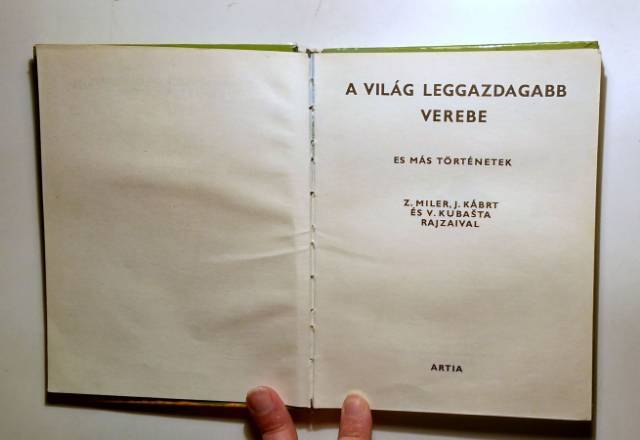 A VILÁG LEGGAZDAGABB
VEREBE
ES MÁS TÖRTÉNETEK
Z. MILER, J. KÁBRT
ÉS V. KUBAŠTA
RAJZAIVAL
ARTIA